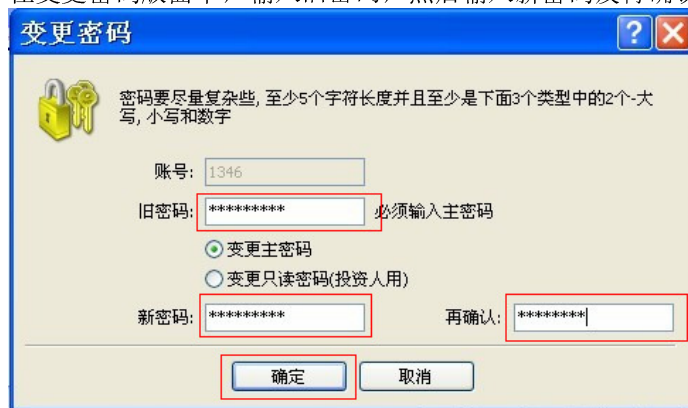 变更密码
密码要尽量复杂些, 至少5个字符长度并且至少是下面3个类型中的2个-大
写, 小写和数字
账号: 1346
旧密码: ********* 必须输入主密码
变更主密码
变更只读密码(投资人用)
新密码: ********* 再确认: ********
确定 取消